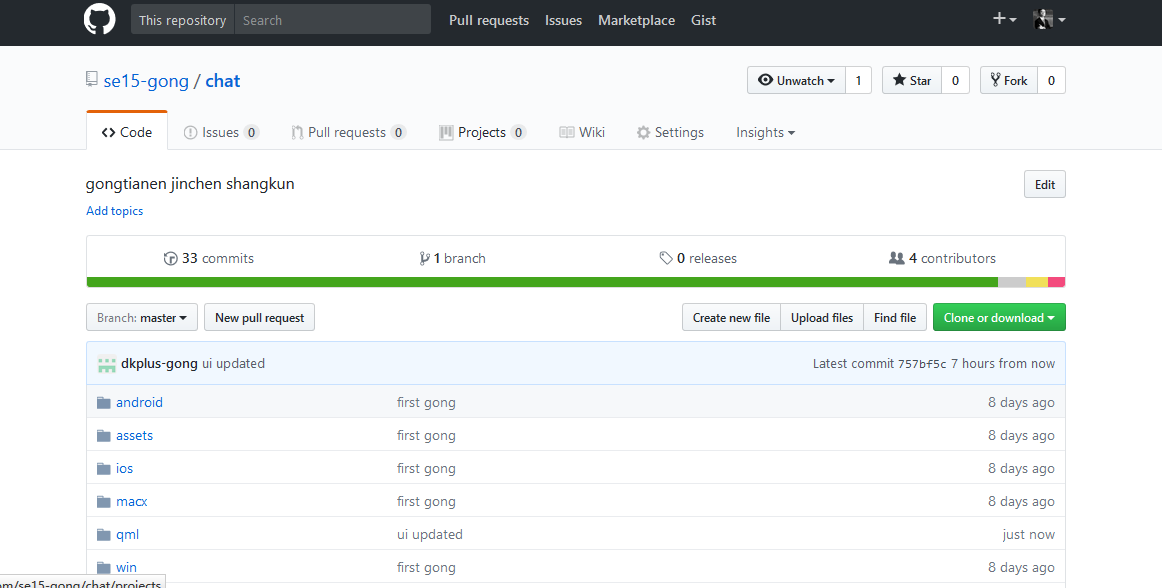 This repository Search Pull requests Issues Marketplace Gist
se15-gong / chat Unwatch 1 Star 0 Fork 0
Code Issues 0 Pull requests 0 Projects 0 Wiki Settings Insights
gongtianen jinchen shangkun Edit
Add topics
33 commits 1 branch 0 releases 4 contributors
Branch: master New pull request Create new file Upload files Find file Clone or download
dkplus-gong ui updated Latest commit 757bf5c 7 hours from now
android first gong 8 days ago
assets first gong 8 days ago
ios first gong 8 days ago
macx first gong 8 days ago
qml ui updated just now
win first gong 8 days ago
om/se15-gong/chat/projects